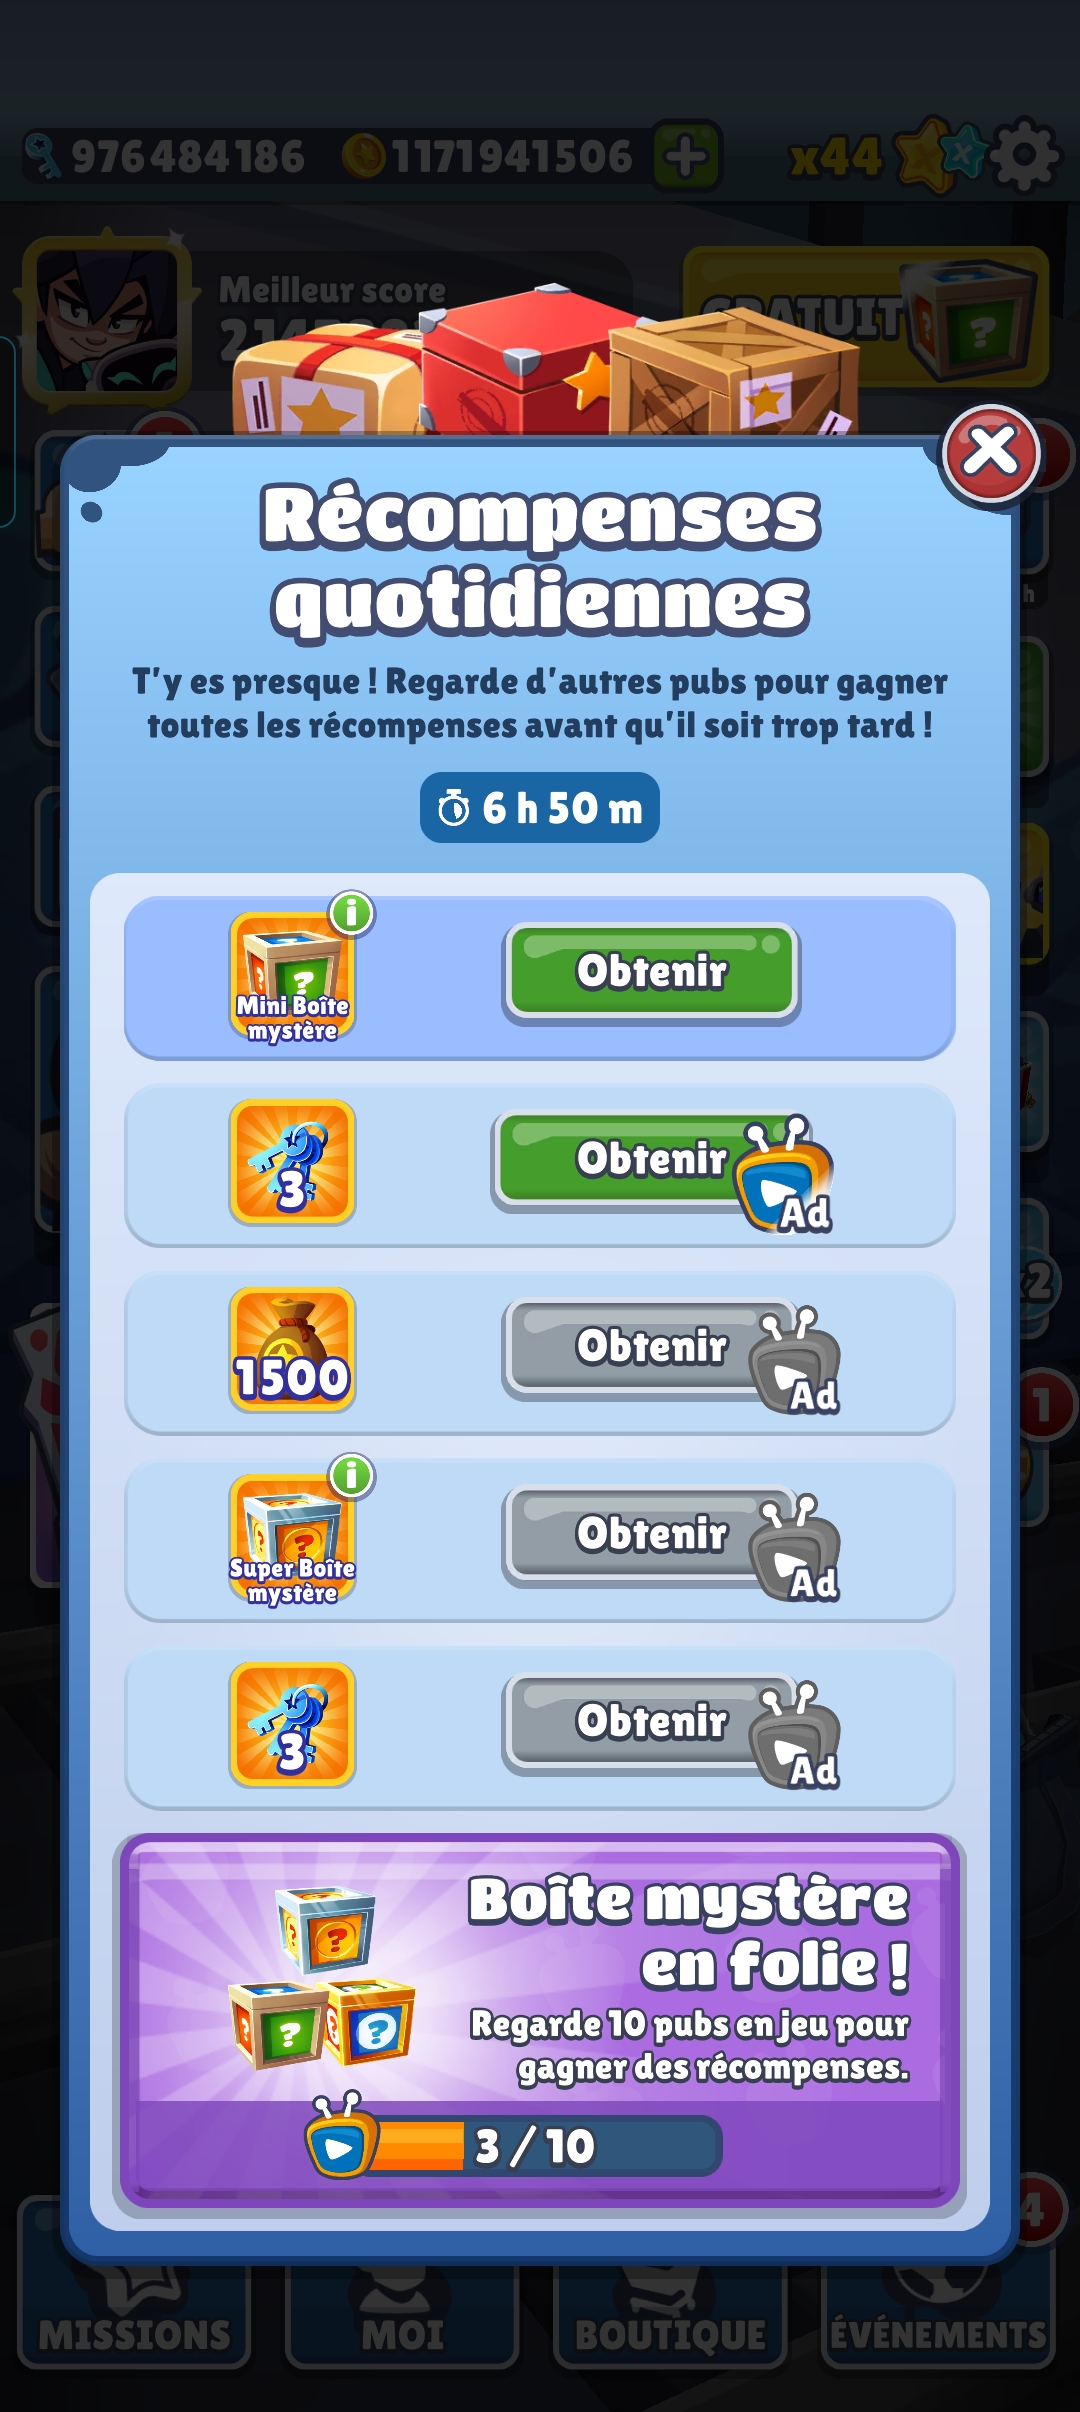 976484186
1171941506
x44
Meilleur score
GRATUIT
Récompenses
quotidiennes
T'y es presque ! Regarde d'autres pubs pour gagner
toutes les récompenses avant qu'il soit trop tard !
6 h 50 m
Mini Boîte
mystère
Obtenir
3
Obtenir
Ad
1500
Obtenir
Ad
Super Boîte
mystère
Obtenir
Ad
3
Obtenir
Ad
x2
1
Boîte mystère
en folie !
Regarde 10 pubs en jeu pour
gagner des récompenses.
3 / 10
4
MISSIONS
MOI
BOUTIQUE
ÉVÉNEMENTS